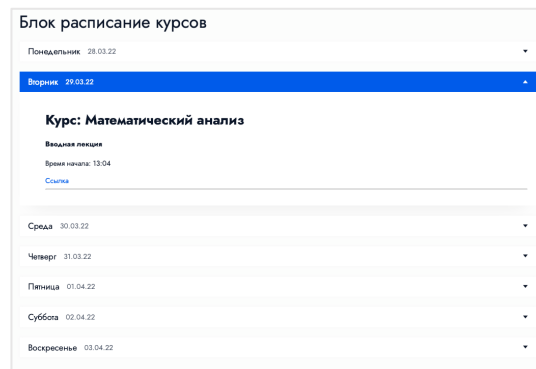 Блок расписание курсов
Понедельник 28.03.22
Вторник 29.03.22
Курс: Математический анализ
Вводная лекция
Время начала: 13:04
Ссылка
Среда 30.03.22
Четверг 31.03.22
Пятница 01.04.22
Суббота 02.04.22
Воскресенье 03.04.22